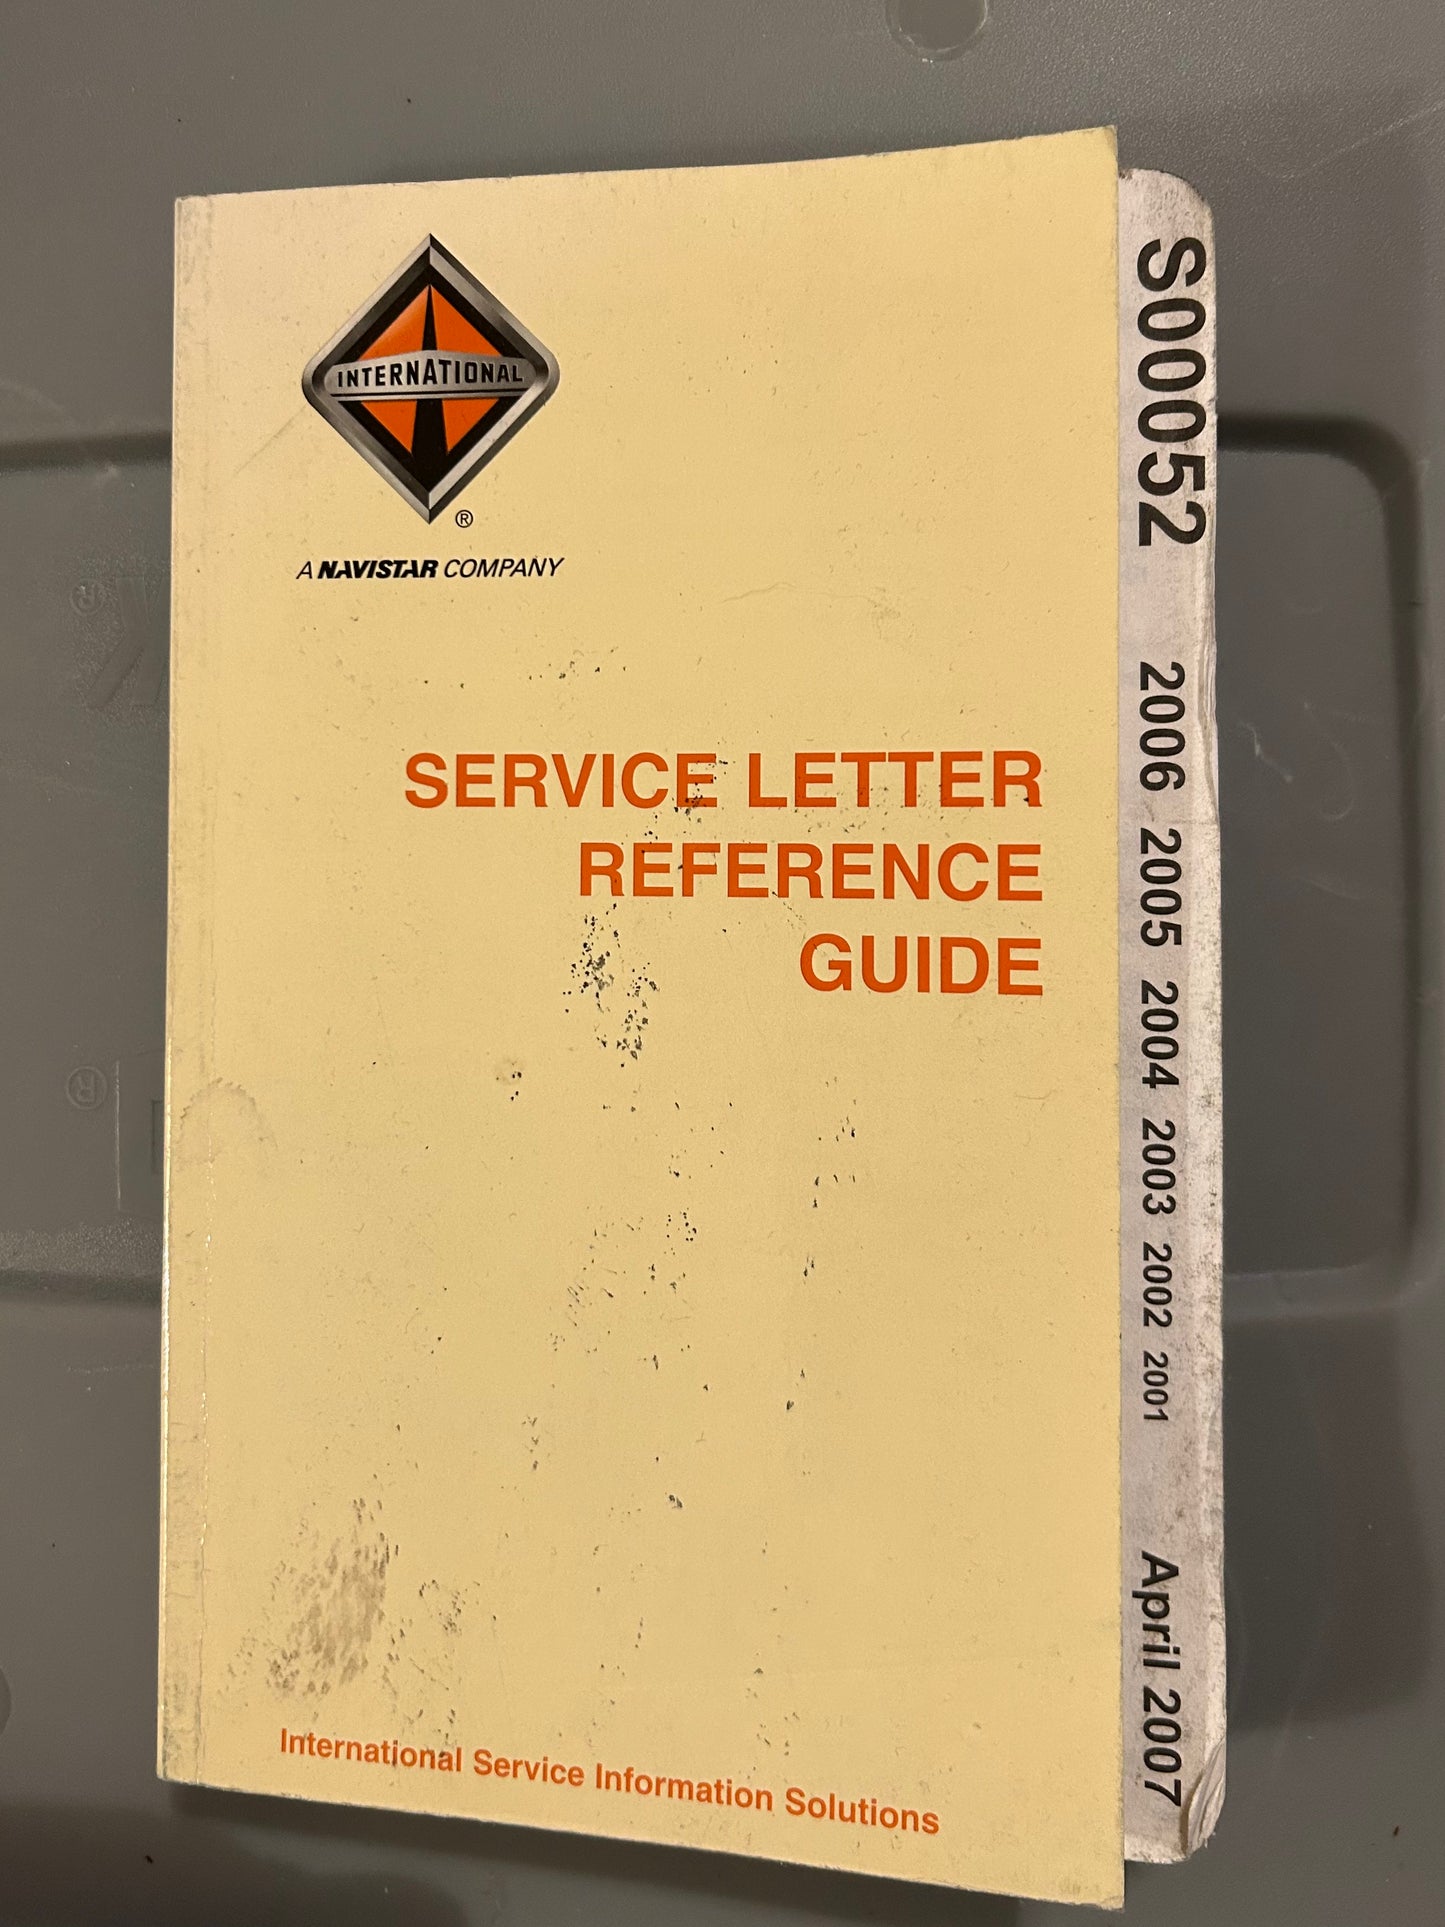 INTERNATIONAL
®
A NAVISTAR COMPANY
SERVICE LETTER
REFERENCE
GUIDE
International Service Information Solutions
S00052 2006 2005 2004 2003 2002 2001 April 2007
®
®